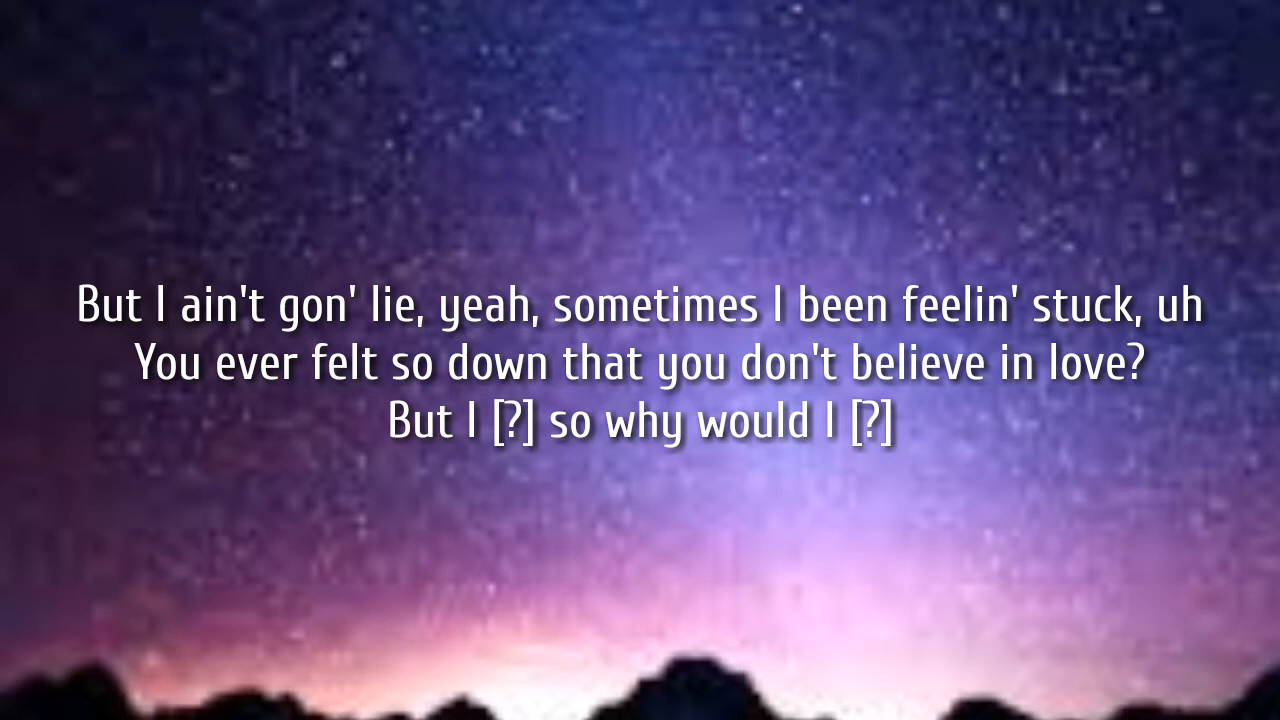 But I ain't gon' lie, yeah, sometimes I been feelin' stuck, uh
You ever felt so down that you don't believe in love?
But I [?] so why would I [?]